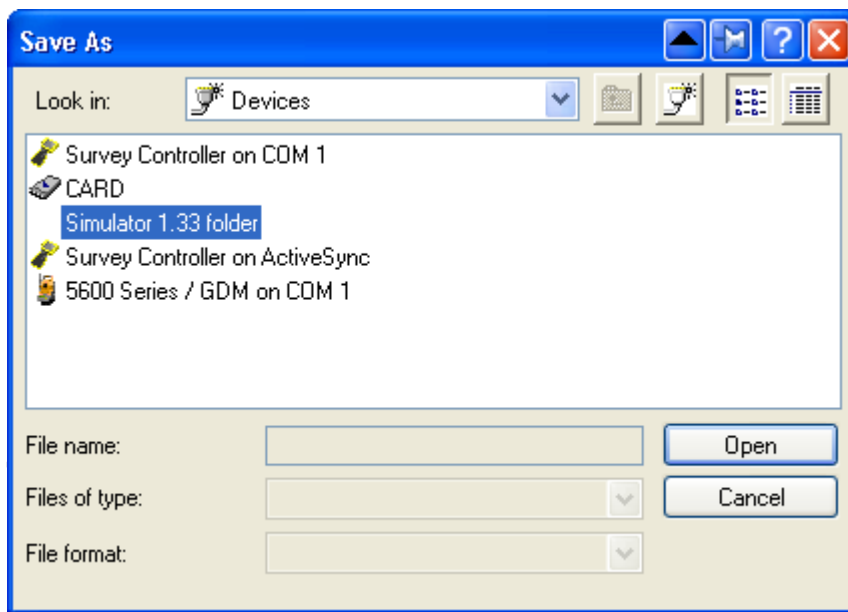 Save As
Look in: Devices
Survey Controller on COM 1
CARD
Simulator 1.33 folder
Survey Controller on ActiveSync
5600 Series / GDM on COM 1
File name: Open
Files of type: Cancel
File format: